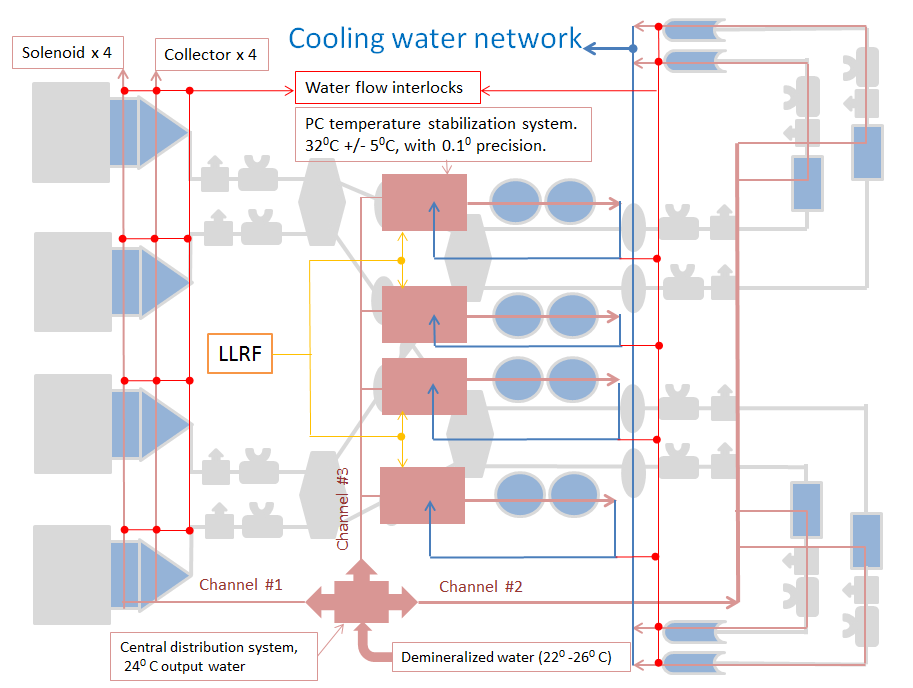 Cooling water network
Solenoid x 4
Collector x 4
Water flow interlocks
PC temperature stabilization system.
32⁰C +/- 5⁰C, with 0.1⁰ precision.
LLRF
Channel #3
Channel #1
Channel #2
Central distribution system,
24⁰ C output water
Demineralized water (22⁰ -26⁰ C)